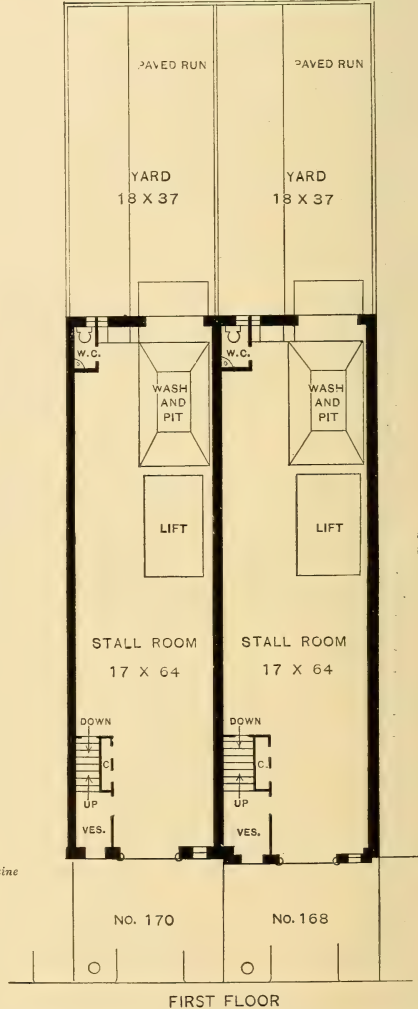 PAVED RUN PAVED RUN
YARD YARD
18 X 37 18 X 37
W.C. W.C.
WASH WASH
AND AND
PIT PIT
LIFT LIFT
STALL ROOM STALL ROOM
17 X 64 17 X 64
DOWN DOWN
C. C.
UP UP
VES. VES.
No. 170 No. 168
FIRST FLOOR